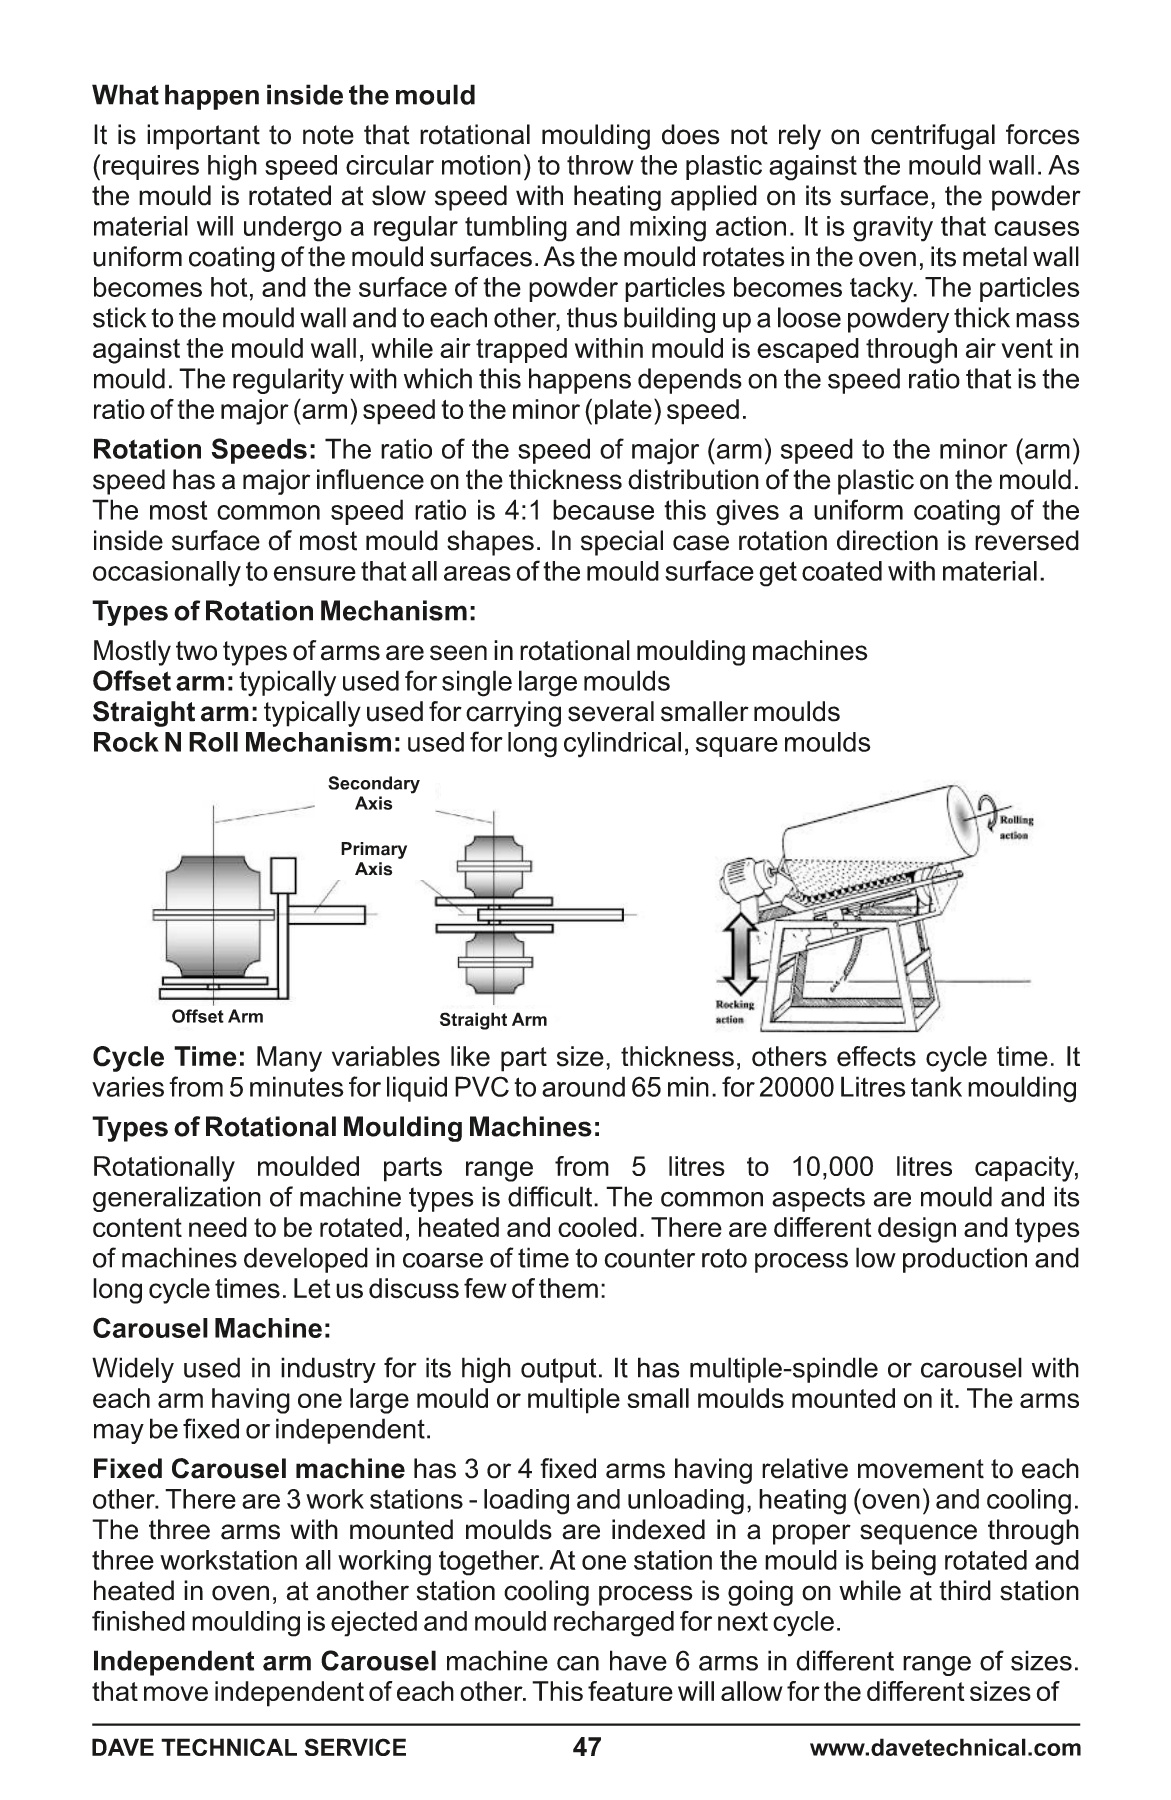 What happen inside the mould
It is important to note that rotational moulding does not rely on centrifugal forces
(requires high speed circular motion) to throw the plastic against the mould wall. As
the mould is rotated at slow speed with heating applied on its surface, the powder
material will undergo a regular tumbling and mixing action. It is gravity that causes
uniform coating of the mould surfaces. As the mould rotates in the oven, its metal wall
becomes hot, and the surface of the powder particles becomes tacky. The particles
stick to the mould wall and to each other, thus building up a loose powdery thick mass
against the mould wall, while air trapped within mould is escaped through air vent in
mould. The regularity with which this happens depends on the speed ratio that is the
ratio of the major (arm) speed to the minor (plate) speed.
Rotation Speeds: The ratio of the speed of major (arm) speed to the minor (arm)
speed has a major influence on the thickness distribution of the plastic on the mould.
The most common speed ratio is 4:1 because this gives a uniform coating of the
inside surface of most mould shapes. In special case rotation direction is reversed
occasionally to ensure that all areas of the mould surface get coated with material.
Types of Rotation Mechanism:
Mostly two types of arms are seen in rotational moulding machines
Offset arm: typically used for single large moulds
Straight arm: typically used for carrying several smaller moulds
Rock N Roll Mechanism: used for long cylindrical, square moulds
Secondary
Axis
Primary
Axis
Offset Arm
Straight Arm
Rolling
action
Rocking
action
Cycle Time: Many variables like part size, thickness, others effects cycle time. It
varies from 5 minutes for liquid PVC to around 65 min. for 20000 Litres tank moulding
Types of Rotational Moulding Machines:
Rotationally moulded parts range from 5 litres to 10,000 litres capacity,
generalization of machine types is difficult. The common aspects are mould and its
content need to be rotated, heated and cooled. There are different design and types
of machines developed in coarse of time to counter roto process low production and
long cycle times. Let us discuss few of them:
Carousel Machine:
Widely used in industry for its high output. It has multiple-spindle or carousel with
each arm having one large mould or multiple small moulds mounted on it. The arms
may be fixed or independent.
Fixed Carousel machine has 3 or 4 fixed arms having relative movement to each
other. There are 3 work stations - loading and unloading, heating (oven) and cooling.
The three arms with mounted moulds are indexed in a proper sequence through
three workstation all working together. At one station the mould is being rotated and
heated in oven, at another station cooling process is going on while at third station
finished moulding is ejected and mould recharged for next cycle.
Independent arm Carousel machine can have 6 arms in different range of sizes.
that move independent of each other. This feature will allow for the different sizes of
DAVE TECHNICAL SERVICE 47 www.davetechnical.com